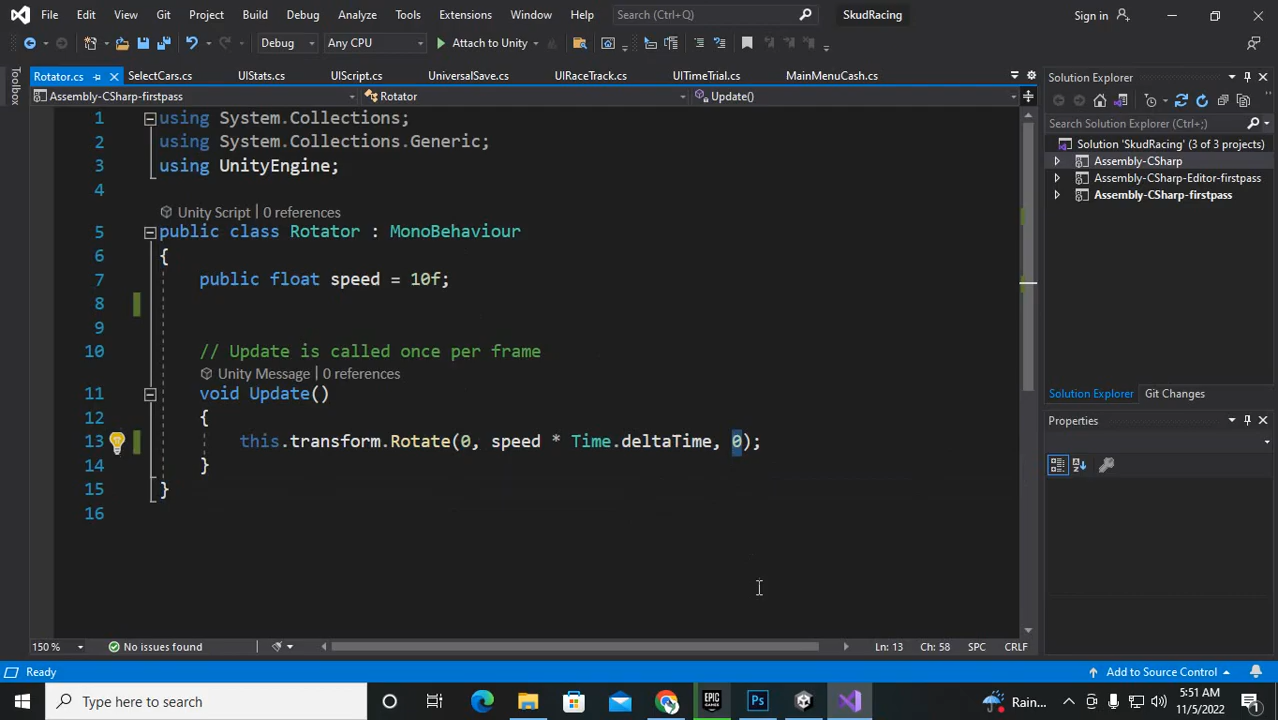 File Edit View Git Project Build Debug Analyze Tools Extensions Window Help Search (Ctrl+Q) SkudRacing Sign in
Debug Any CPU Attach to Unity
Toolbox
Rotator.cs SelectCars.cs UIStats.cs UIScript.cs UniversalSave.cs UIRaceTrack.cs UITimeTrial.cs MainMenuCash.cs
Assembly-CSharp-firstpass Rotator Update()
1 using System.Collections;
2 using System.Collections.Generic;
3 using UnityEngine;
4
Unity Script | 0 references
5 public class Rotator : MonoBehaviour
6 {
7 public float speed = 10f;
8
9
10 // Update is called once per frame
Unity Message | 0 references
11 void Update()
12 {
13 this.transform.Rotate(0, speed * Time.deltaTime, 0);
14 }
15 }
16
150 % No issues found Ln: 13 Ch: 58 SPC CRLF
Solution Explorer
Search Solution Explorer (Ctrl+;)
Solution 'SkudRacing' (3 of 3 projects)
Assembly-CSharp
Assembly-CSharp-Editor-firstpass
Assembly-CSharp-firstpass
Solution Explorer Git Changes
Properties
Ready Add to Source Control
Type here to search
EPIC GAMES
Ps
Rain...
5:51 AM
11/5/2022
1